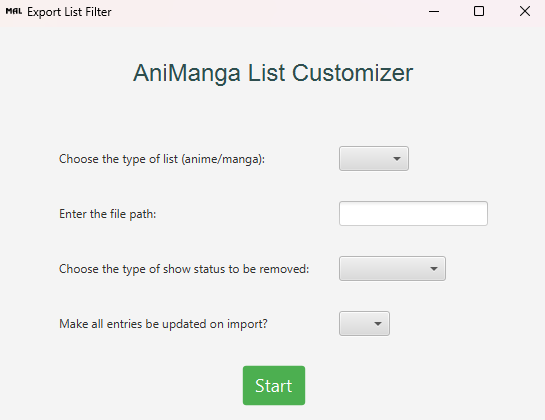 MAL Export List Filter
AniManga List Customizer
Choose the type of list (anime/manga):
Enter the file path:
Choose the type of show status to be removed:
Make all entries be updated on import?
Start